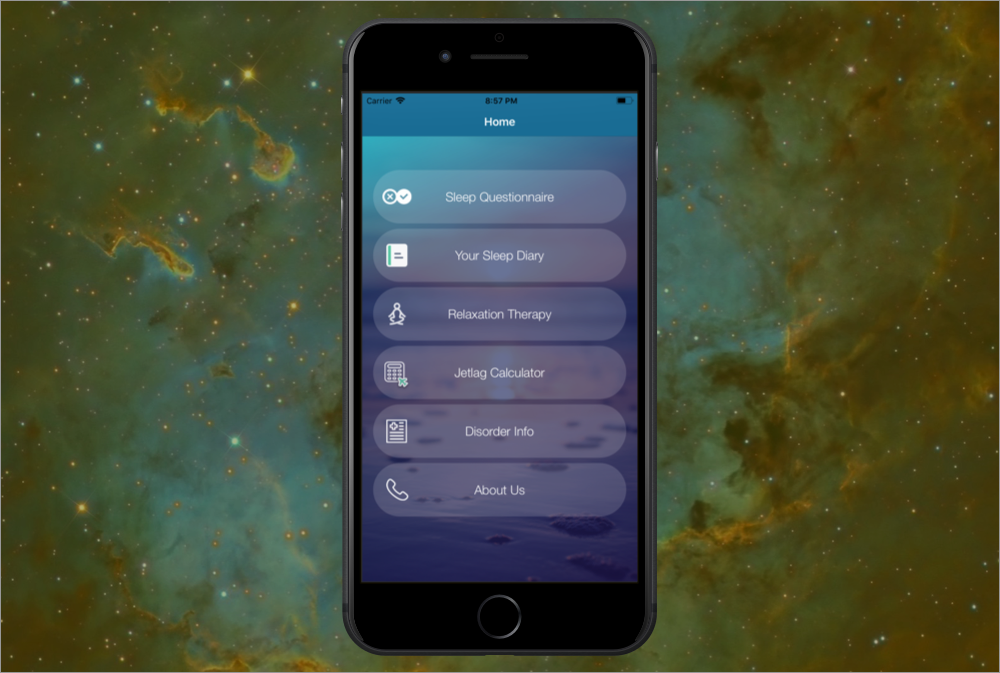 Carrier 8:57 PM
Home
Sleep Questionnaire
Your Sleep Diary
Relaxation Therapy
Jetlag Calculator
Disorder Info
About Us